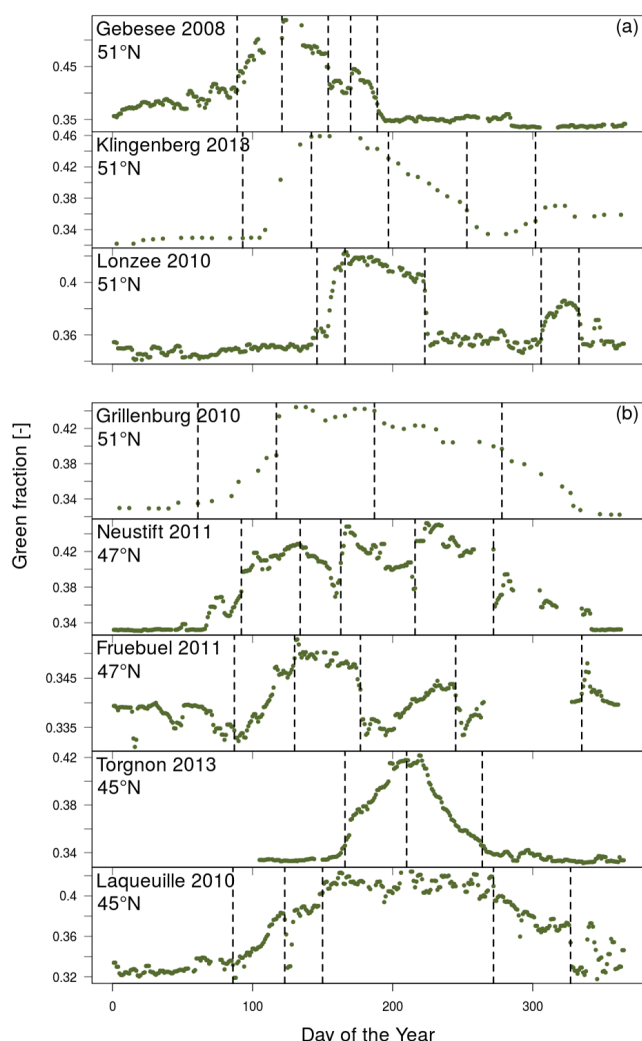 Gebesee 2008 (a)
51°N
0.45
0.35
0.46
Klingenberg 2013
51°N
0.42
0.38
0.34
Lonzee 2010
51°N
0.4
0.36
Green fraction [-]
Grillenburg 2010 (b)
51°N
0.42
0.38
0.34
Neustift 2011
47°N
0.42
0.38
0.34
Fruebuel 2011
47°N
0.345
0.335
0.42
Torgnon 2013
45°N
0.38
0.34
Laqueuille 2010
45°N
0.4
0.36
0.32
0 100 200 300
Day of the Year